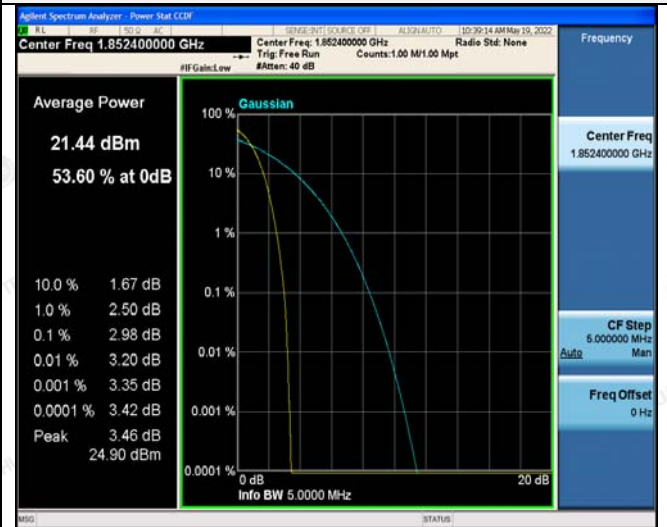 Agilent Spectrum Analyzer - Power Stat CCDF
RL RF 50 Ω AC SENSE:INT SOURCE OFF ALIGN AUTO 10:39:14 AM May 19, 2022
Center Freq 1.852400000 GHz
Center Freq: 1.852400000 GHz Radio Std: None
Trig: Free Run Counts:1.00 M/1.00 Mpt
#IFGain:Low #Atten: 40 dB
Frequency
Center Freq
1.852400000 GHz
CF Step
5.000000 MHz
Auto Man
Freq Offset
0 Hz
Average Power
21.44 dBm
53.60 % at 0dB
10.0 % 1.67 dB
1.0 % 2.50 dB
0.1 % 2.98 dB
0.01 % 3.20 dB
0.001 % 3.35 dB
0.0001 % 3.42 dB
Peak 3.46 dB
24.90 dBm
Gaussian
100 %
10 %
1 %
0.1 %
0.01 %
0.001 %
0.0001 %
0 dB 20 dB
Info BW 5.0000 MHz
MSG STATUS